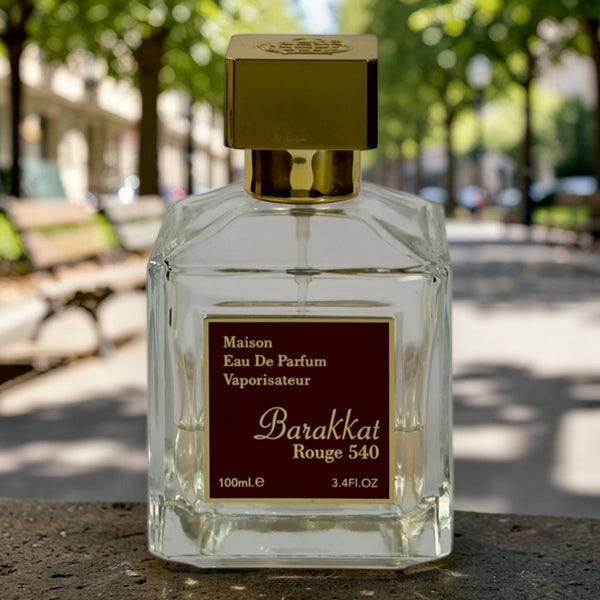 Maison
Eau De Parfum
Vaporisateur
Barakkat
Rouge 540
100ml.e
3.4Fl.OZ